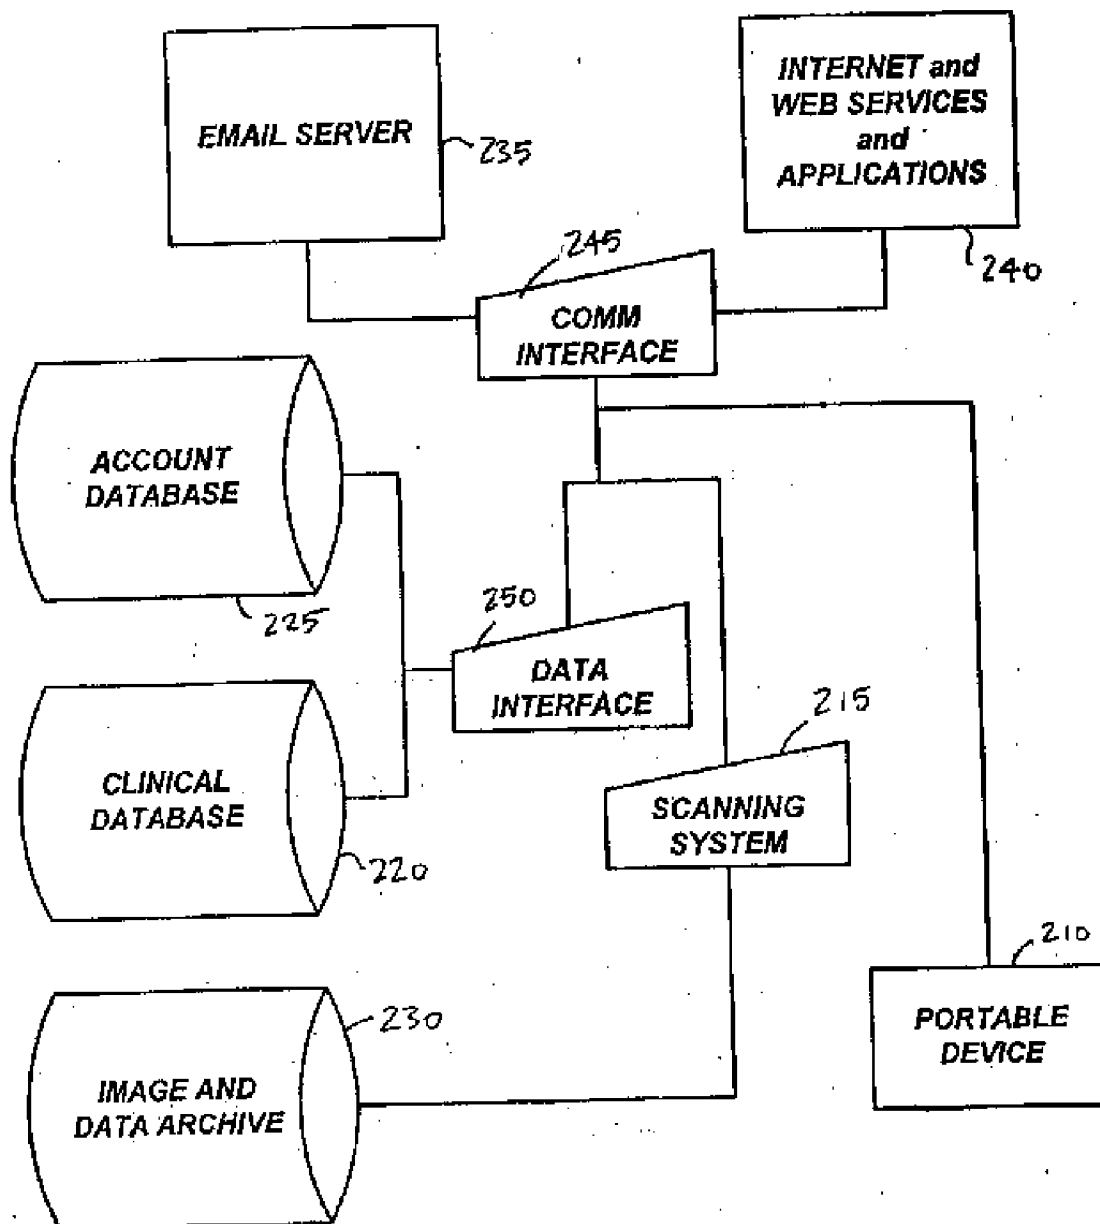 EMAIL SERVER
235
INTERNET and
WEB SERVICES
and
APPLICATIONS
240
245
COMM
INTERFACE
ACCOUNT
DATABASE
225
250
DATA
INTERFACE
215
SCANNING
SYSTEM
CLINICAL
DATABASE
220
210
PORTABLE
DEVICE
230
IMAGE AND
DATA ARCHIVE